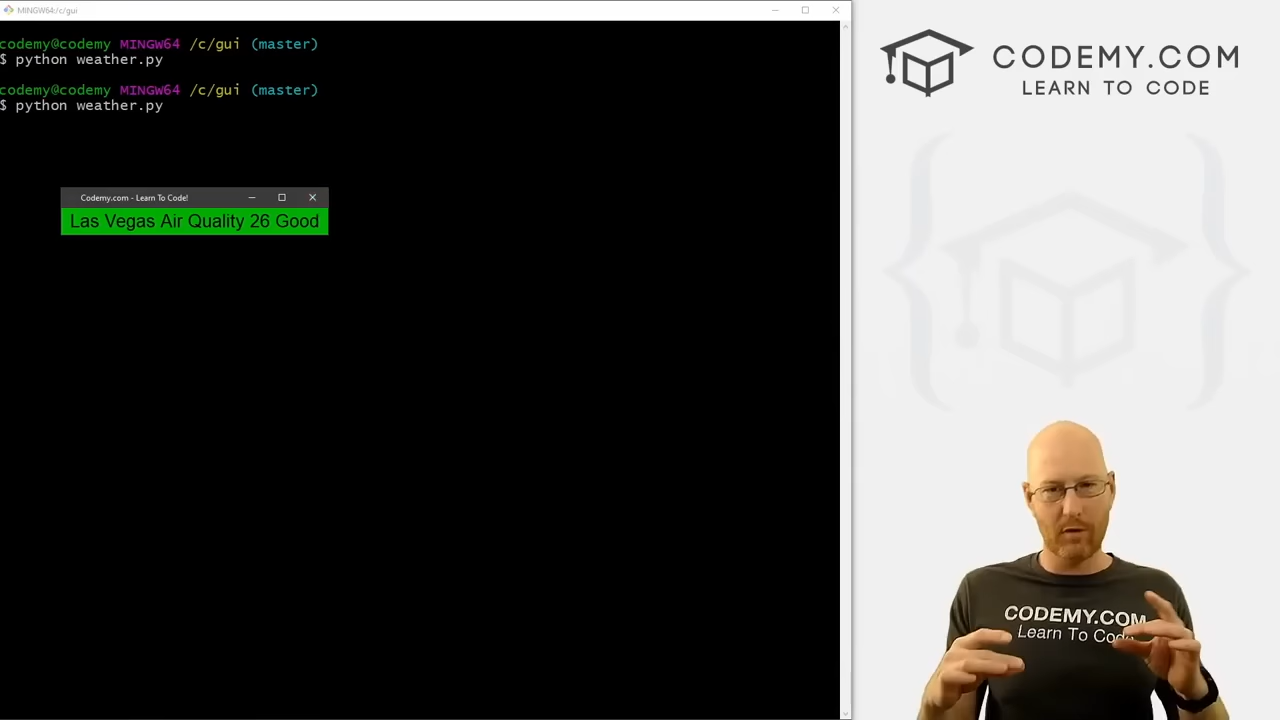 MINGW64:/c/gui
codemy@codemy MINGW64 /c/gui (master)
$ python weather.py
codemy@codemy MINGW64 /c/gui (master)
$ python weather.py
Codemy.com - Learn To Code!
Las Vegas Air Quality 26 Good
CODEMY.COM
LEARN TO CODE
CODEMY.COM
Learn To Code